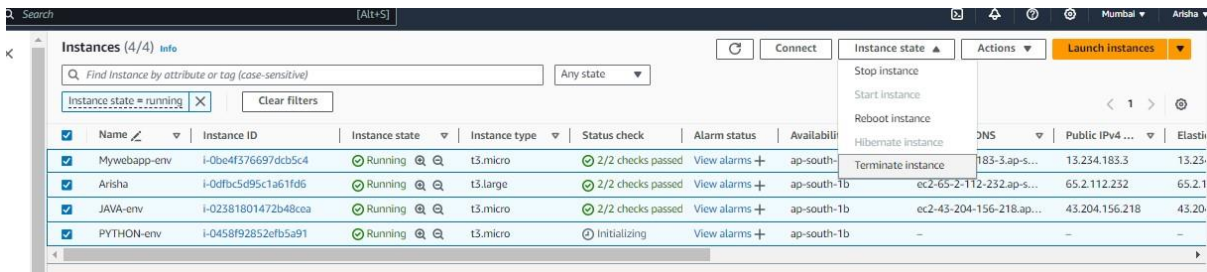 Search [Alt+S] Mumbai Arisha
Instances (4/4) Info Connect Instance state Actions Launch instances
Find Instance by attribute or tag (case-sensitive) Any state Stop instance
Start instance
Instance state = running Clear filters 1
Reboot instance
Hibernate instance
Name Instance ID Instance state Instance type Status check Alarm status Availabili DNS Public IPv4 ... Elasti
Terminate instance
Mywebapp-env i-0be4f376697dcb5c4 Running t3.micro 2/2 checks passed View alarms + ap-south- 183-3.ap-s... 13.234.183.3 13.23
Arisha i-0dfbc5d95c1a61fd6 Running t3.large 2/2 checks passed View alarms + ap-south-1b ec2-65-2-112-232.ap-s... 65.2.112.232 65.2.1
JAVA-env i-02381801472b48cea Running t3.micro 2/2 checks passed View alarms + ap-south-1b ec2-43-204-156-218.ap... 43.204.156.218 43.20
PYTHON-env i-0458f92852efb5a91 Running t3.micro Initializing View alarms + ap-south-1b – – –